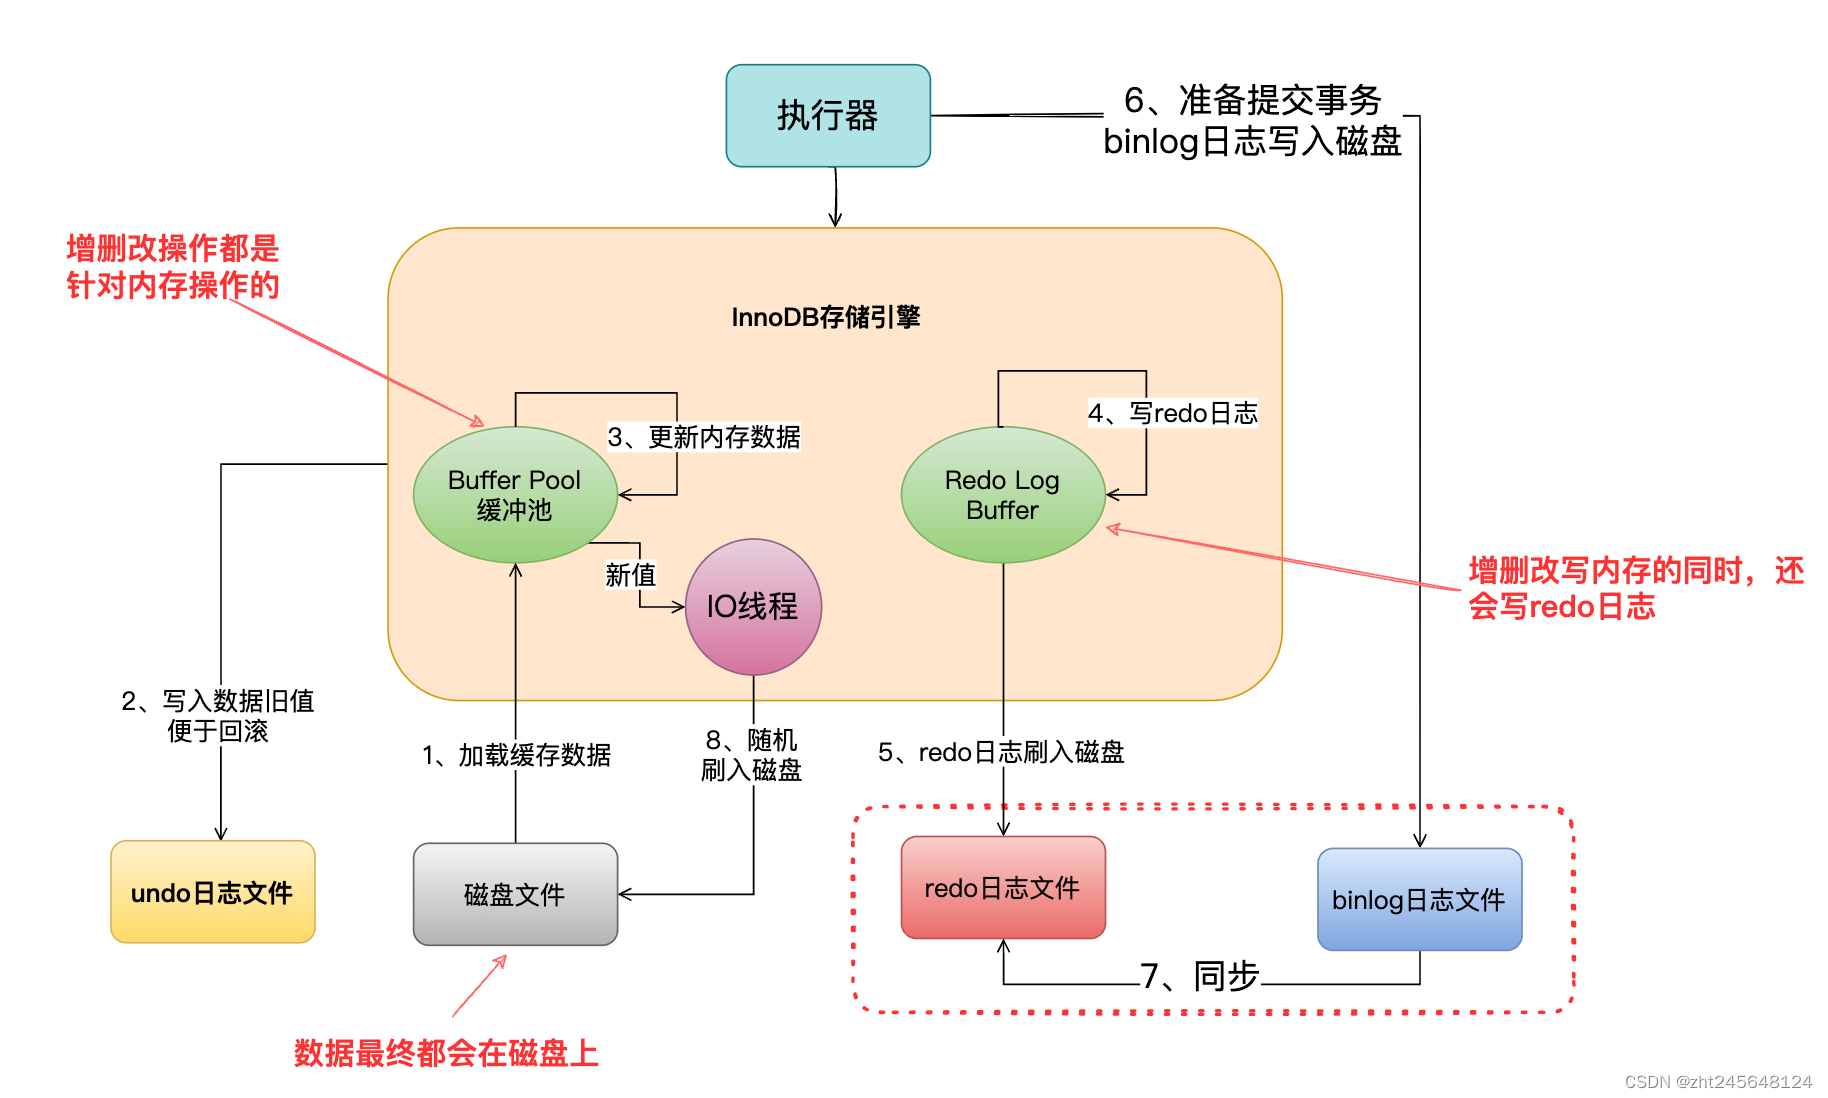 执行器
6、准备提交事务
binlog日志写入磁盘
增删改操作都是
针对内存操作的
InnoDB存储引擎
3、更新内存数据
4、写redo日志
Buffer Pool
缓冲池
Redo Log
Buffer
新值
IO线程
增删改写内存的同时，还
会写redo日志
2、写入数据旧值
便于回滚
1、加载缓存数据
8、随机
刷入磁盘
5、redo日志刷入磁盘
undo日志文件
磁盘文件
redo日志文件
binlog日志文件
7、同步
数据最终都会在磁盘上
CSDN @zht245648124